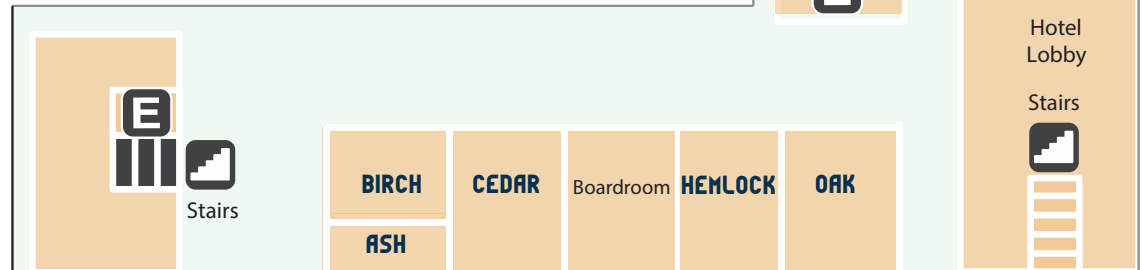 Hotel
Lobby
Stairs
E
Stairs
BIRCH
CEDAR
Boardroom
HEMLOCK
OAK
ASH